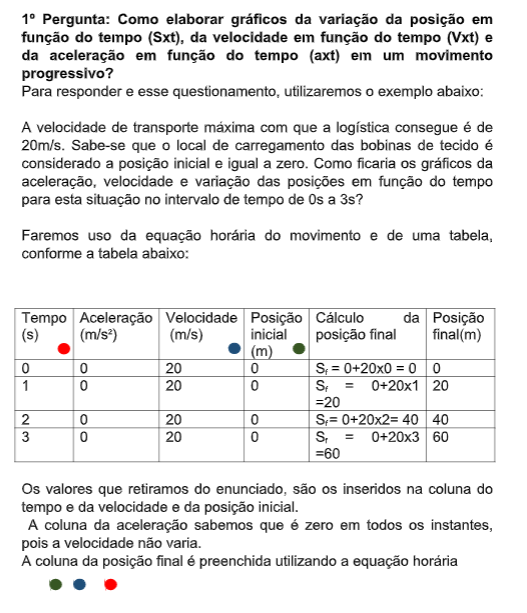 1º Pergunta: Como elaborar gráficos da variação da posição em
função do tempo (Sxt), da velocidade em função do tempo (Vxt) e
da aceleração em função do tempo (axt) em um movimento
progressivo?
Para responder e esse questionamento, utilizaremos o exemplo abaixo:
A velocidade de transporte máxima com que a logística consegue é de
20m/s. Sabe-se que o local de carregamento das bobinas de tecido é
considerado a posição inicial e igual a zero. Como ficaria os gráficos da
aceleração, velocidade e variação das posições em função do tempo
para esta situação no intervalo de tempo de 0s a 3s?
Faremos uso da equação horária do movimento e de uma tabela,
conforme a tabela abaixo:
Tempo Aceleração Velocidade Posição Cálculo da Posição
(s) (m/s²) (m/s) inicial posição final final(m)
(m)
0 0 20 0 Sf = 0+20x0 = 0 0
1 0 20 0 Sf = 0+20x1 20
=20
2 0 20 0 Sf= 0+20x2= 40 40
3 0 20 0 Sf = 0+20x3 60
=60
Os valores que retiramos do enunciado, são os inseridos na coluna do
tempo e da velocidade e da posição inicial.
A coluna da aceleração sabemos que é zero em todos os instantes,
pois a velocidade não varia.
A coluna da posição final é preenchida utilizando a equação horária